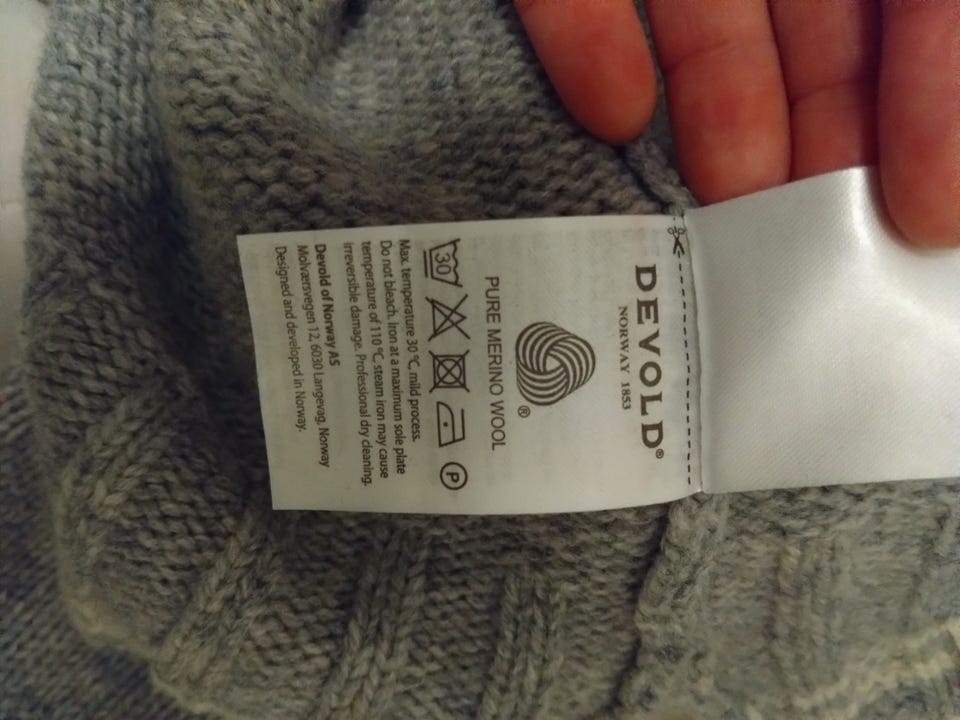 DEVOLD®
NORWAY 1853
®
PURE MERINO WOOL
30
P
Max. temperature 30 °C, mild process.
Do not bleach. Iron at a maximum sole plate
temperature of 110 °C, steam iron may cause
irreversible damage. Professional dry cleaning.
Devold of Norway AS
Molværsvegen 12, 6030 Langevåg, Norway
Designed and developed in Norway.